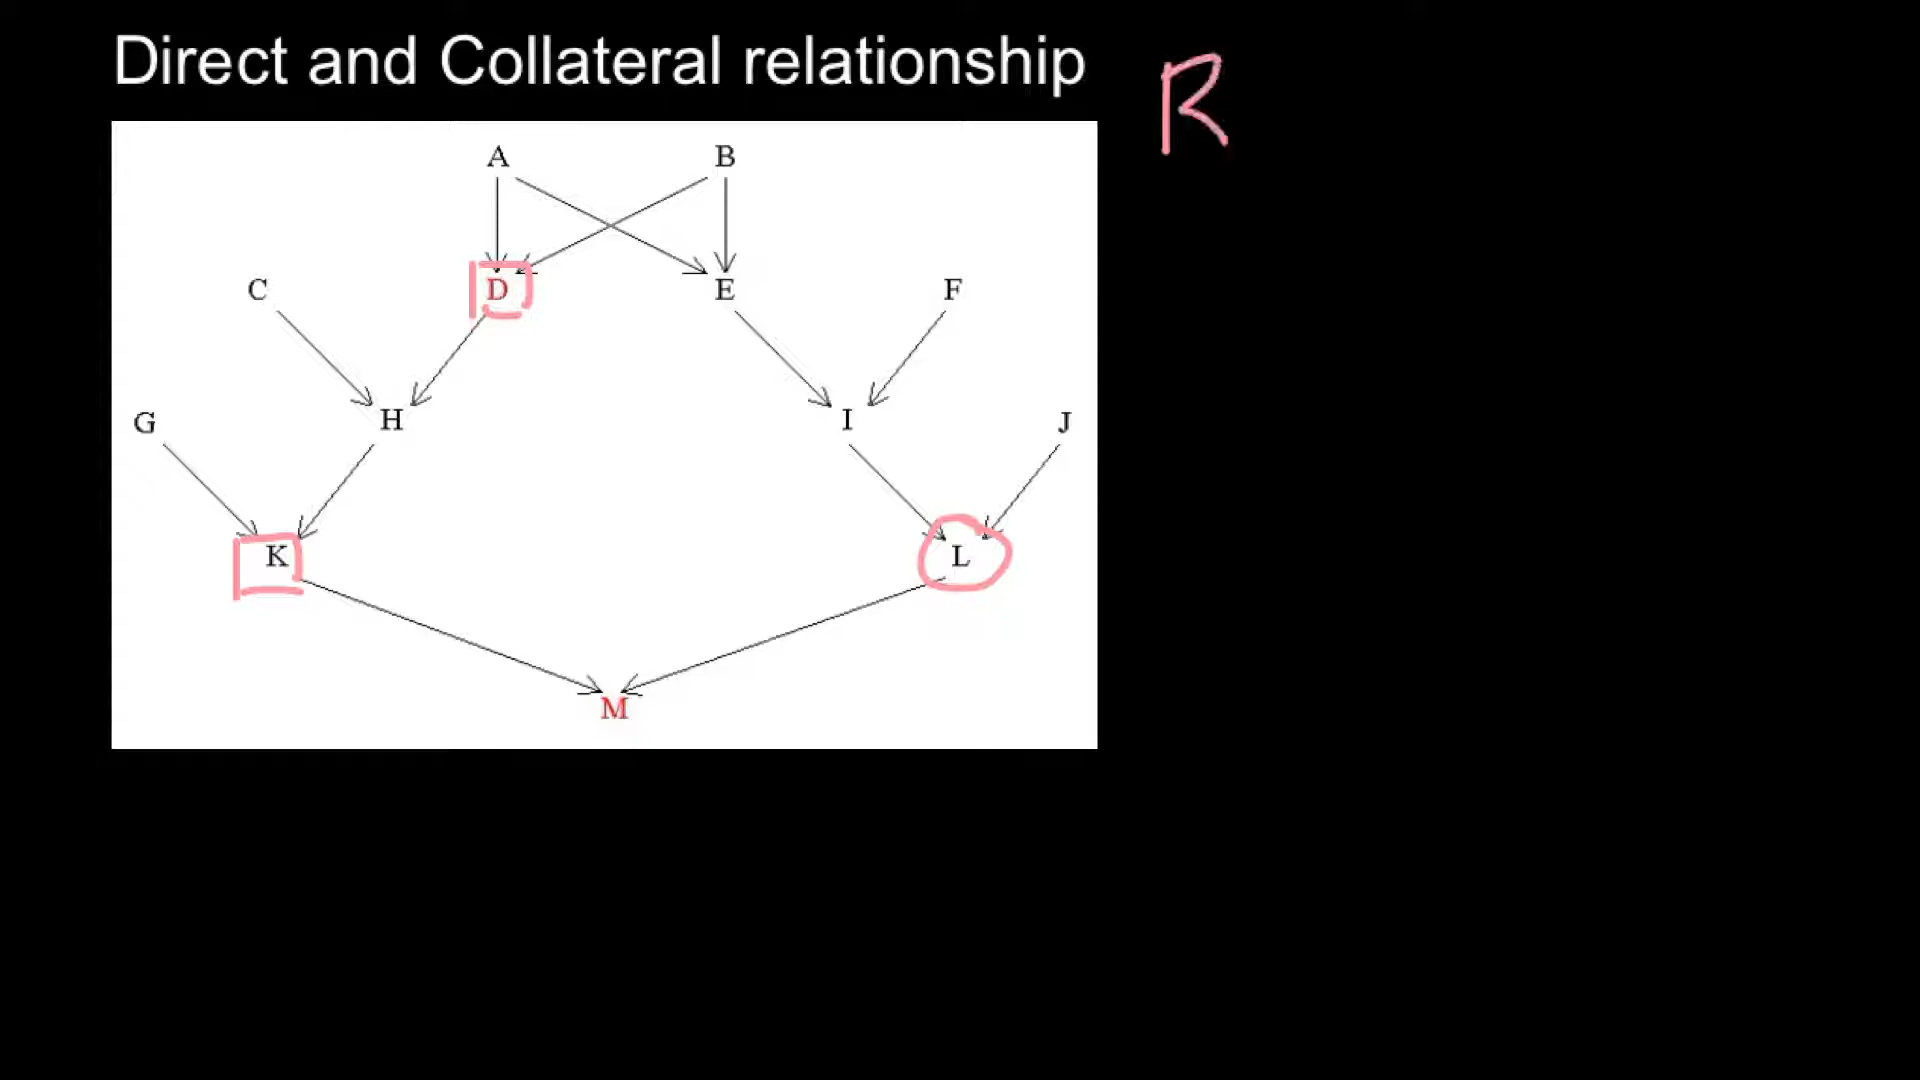 Direct and Collateral relationship
R
A B
C D E F
G H I J
K L
M